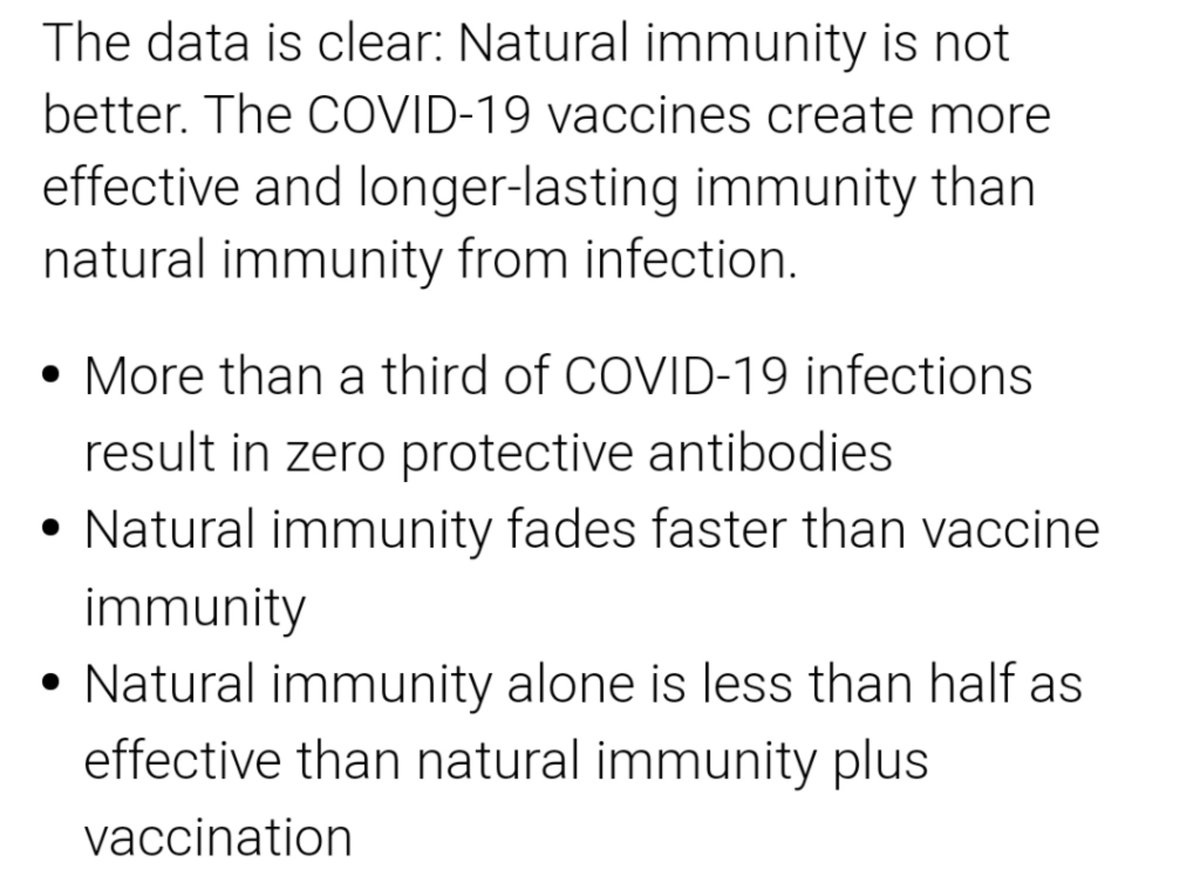 The data is clear: Natural immunity is not
better. The COVID-19 vaccines create more
effective and longer-lasting immunity than
natural immunity from infection.
• More than a third of COVID-19 infections
result in zero protective antibodies
• Natural immunity fades faster than vaccine
immunity
• Natural immunity alone is less than half as
effective than natural immunity plus
vaccination